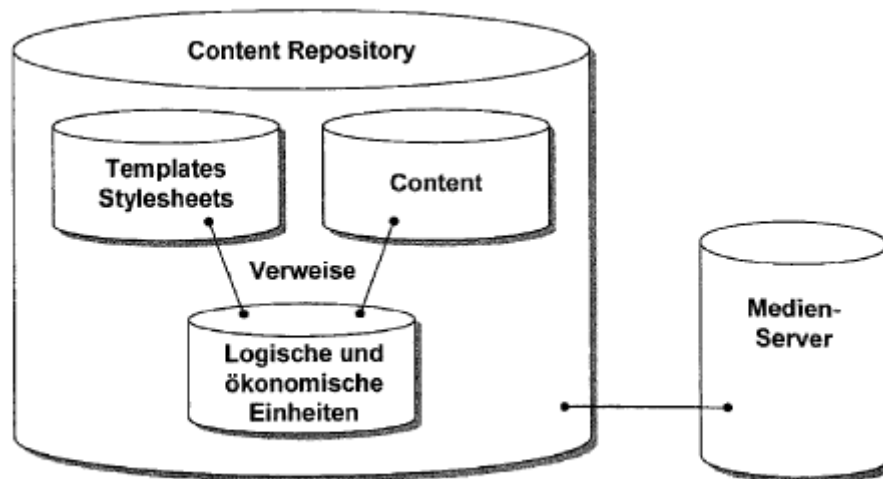 Content Repository
Templates
Stylesheets
Content
Verweise
Logische und
ökonomische
Einheiten
Medien-
Server